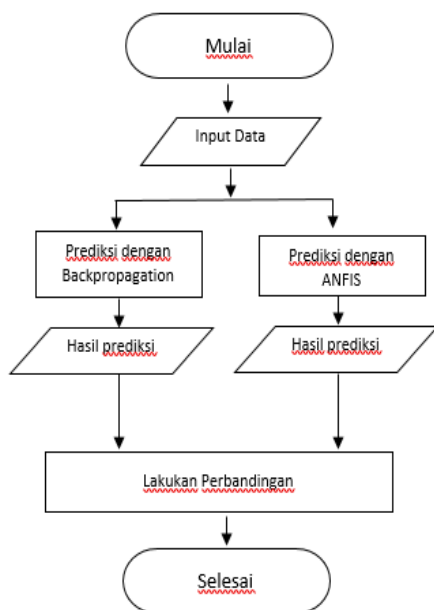 Mulai
Input Data
Prediksi dengan
Backpropagation
Prediksi dengan
ANFIS
Hasil prediksi
Hasil prediksi
Lakukan Perbandingan
Selesai